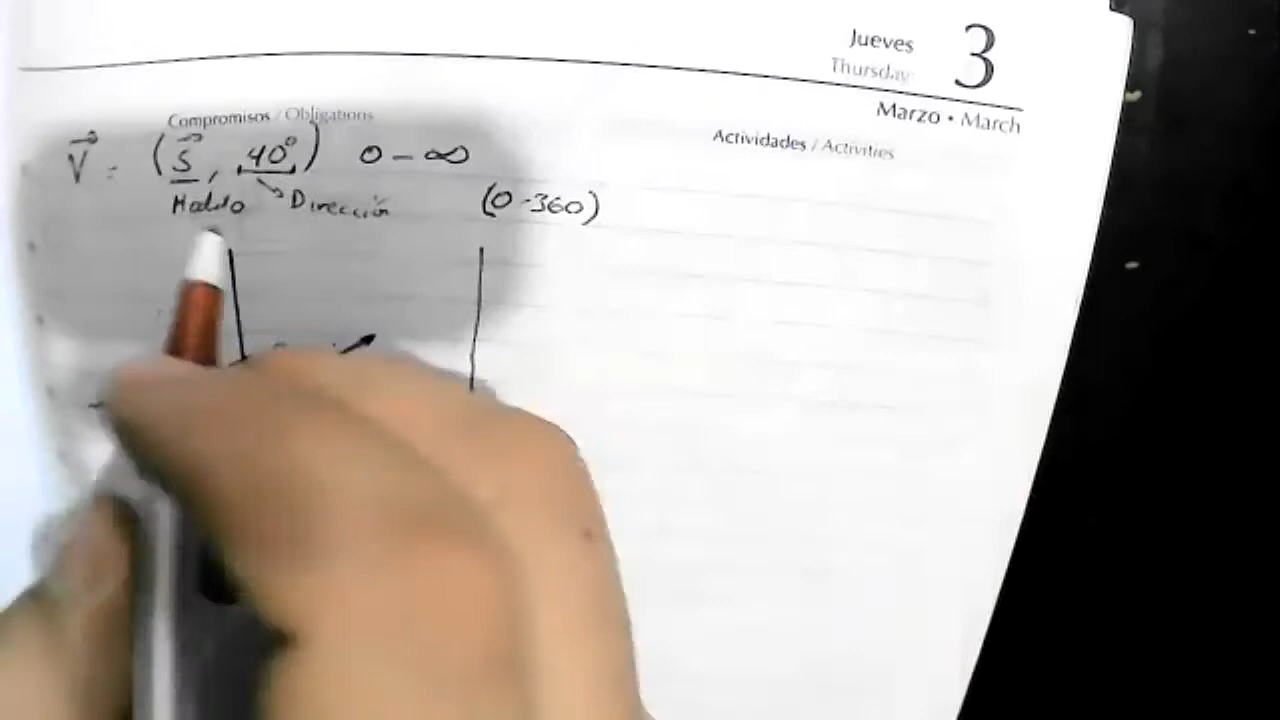 Jueves 3
Thursday
Marzo • March
Compromisos / Obligations
Actividades / Activities
V = (5, 40°) 0 - ∞
Dirección (0-360)